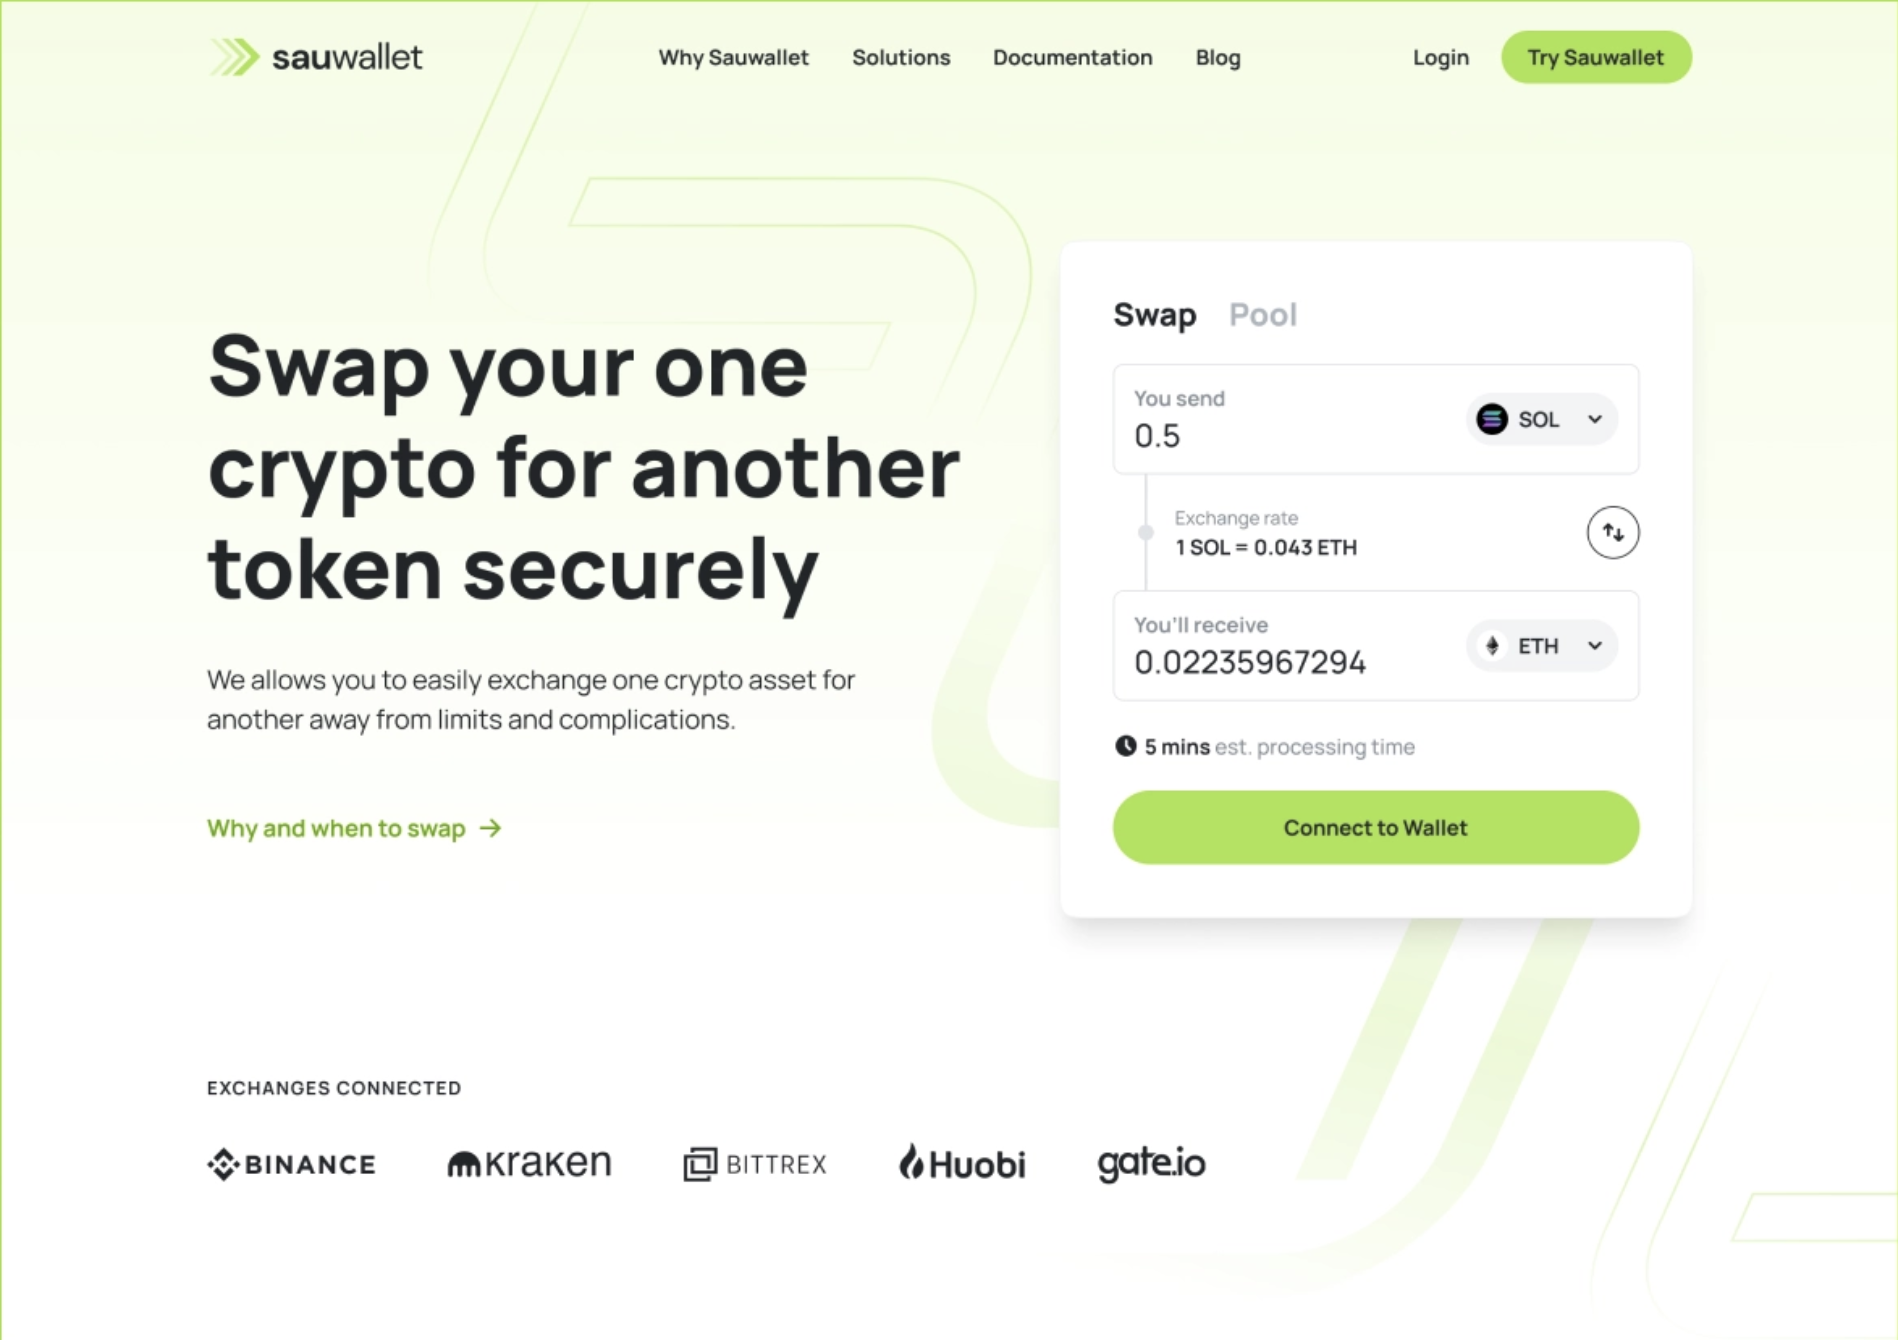 sauwallet
Why Sauwallet
Solutions
Documentation
Blog
Login
Try Sauwallet
Swap your one
crypto for another
token securely
We allows you to easily exchange one crypto asset for
another away from limits and complications.
Why and when to swap
Swap
Pool
You send
0.5
SOL
Exchange rate
1 SOL = 0.043 ETH
You'll receive
0.02235967294
ETH
5 mins est. processing time
Connect to Wallet
EXCHANGES CONNECTED
BINANCE
kraken
BITTREX
Huobi
gate.io